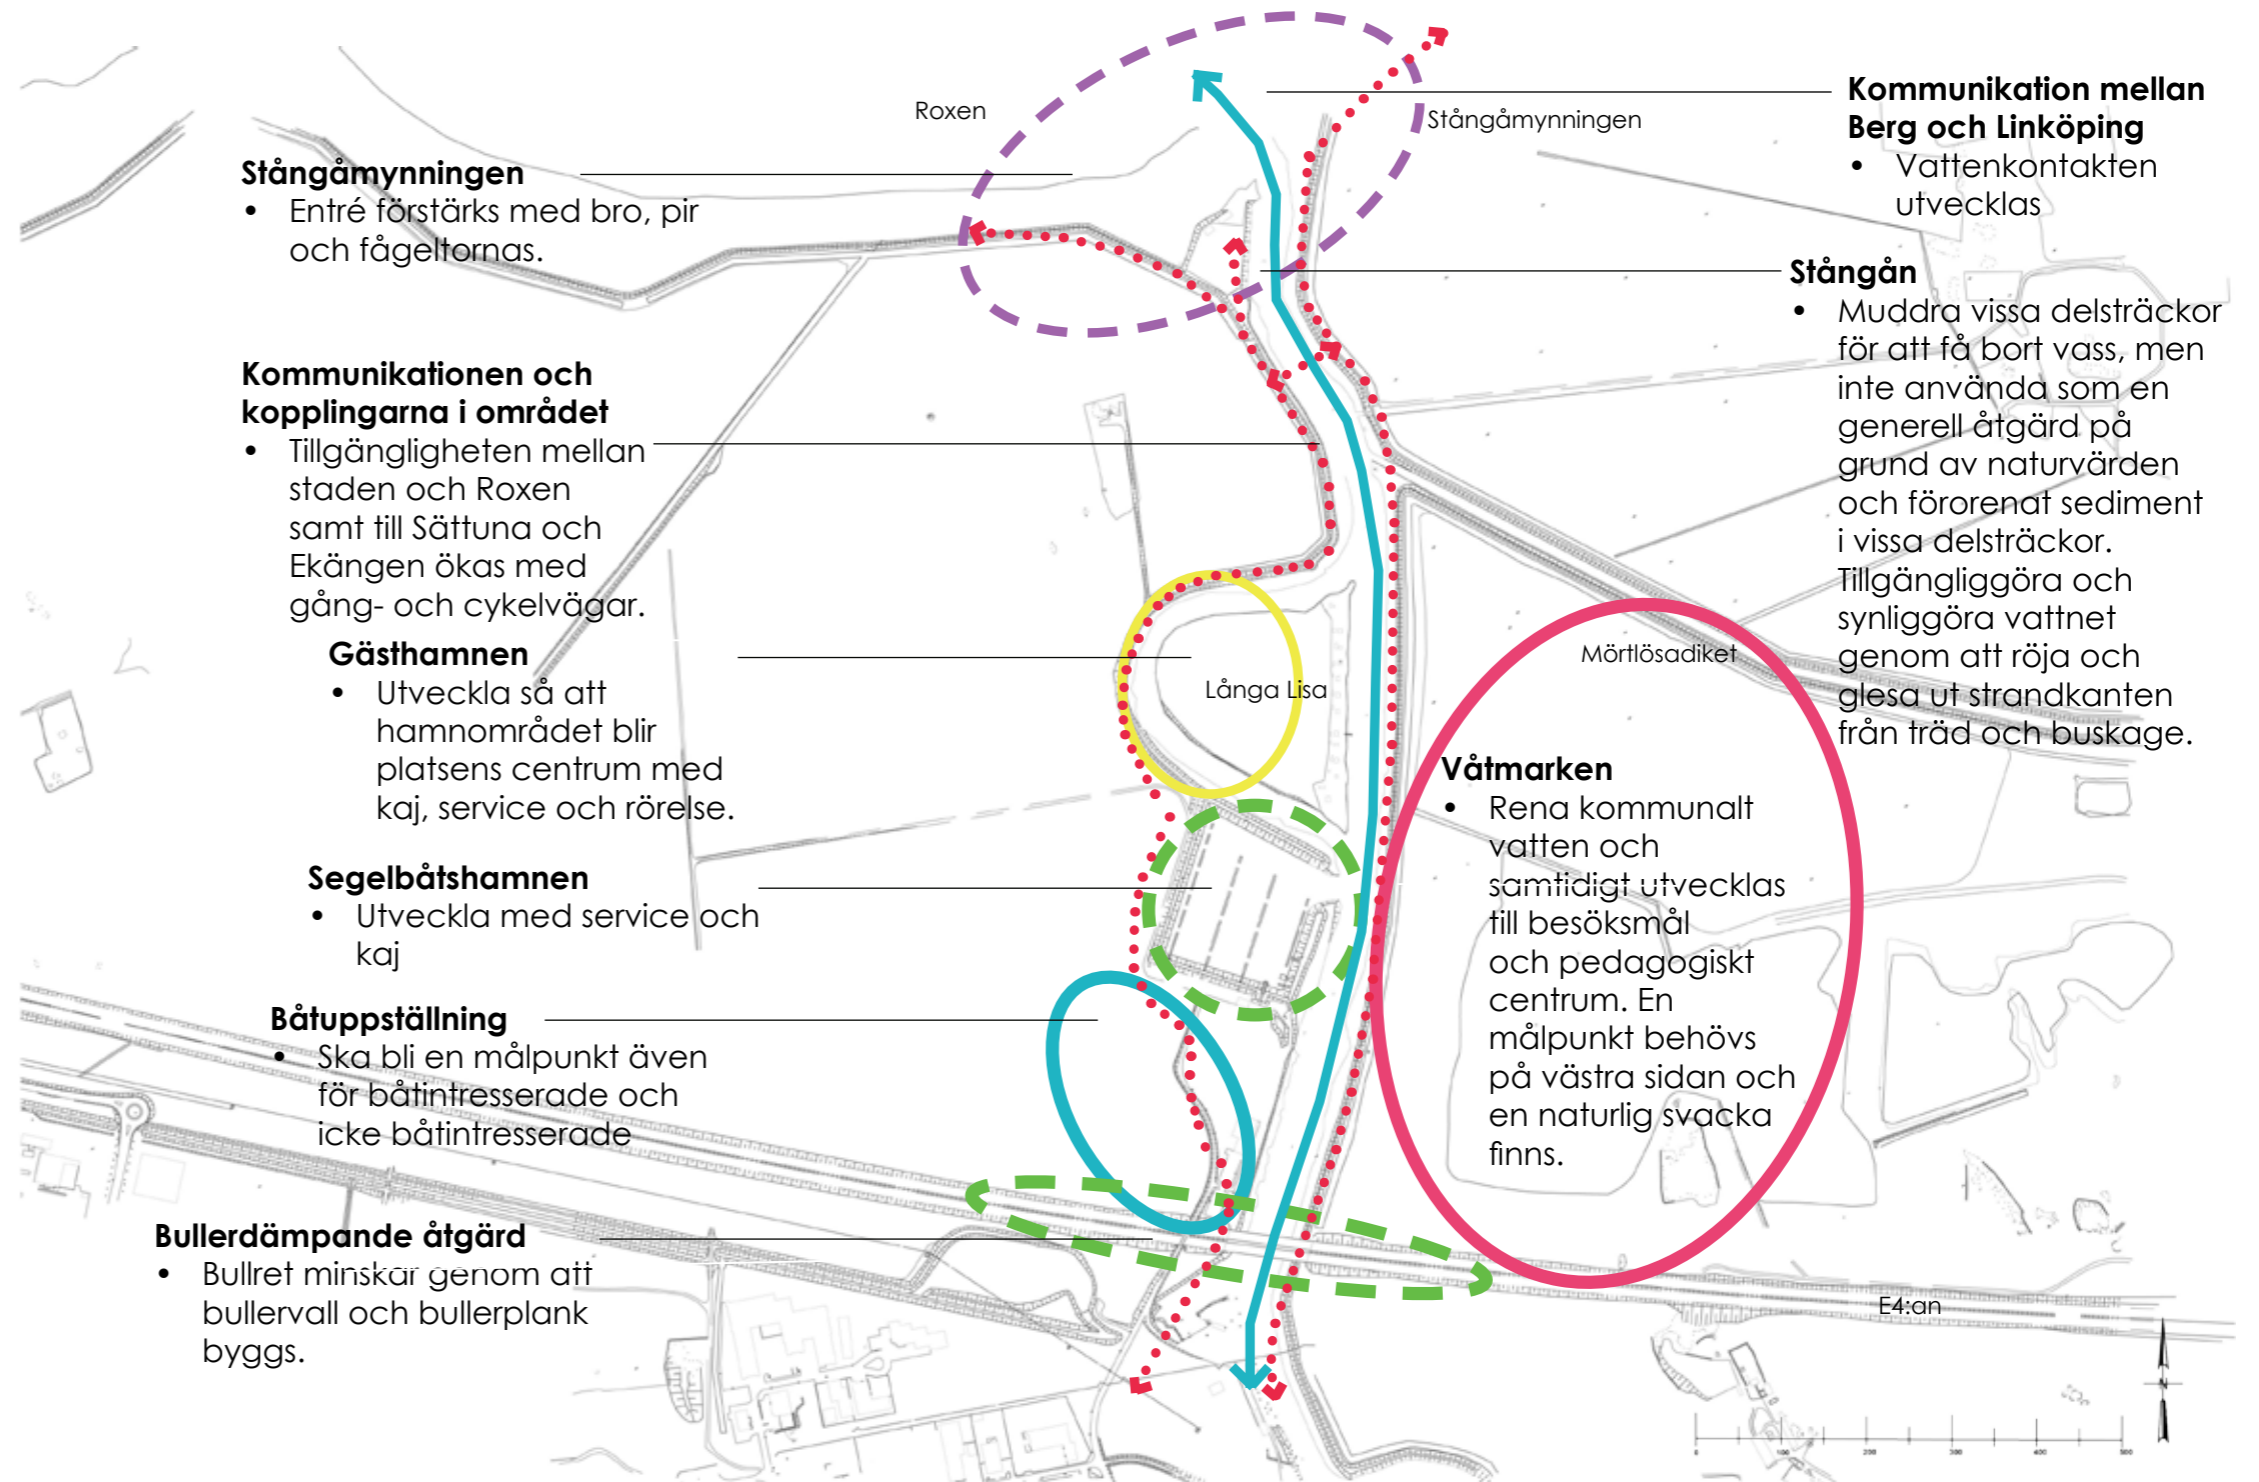 Roxen
Stångåmynningen
Kommunikation mellan
Berg och Linköping
• Vattenkontakten
utvecklas
Stångåmynningen
• Entré förstärks med bro, pir
och fågeltornas.
Stångån
• Muddra vissa delsträckor
för att få bort vass, men
inte använda som en
generell åtgärd på
grund av naturvärden
och förorenat sediment
i vissa delsträckor.
Tillgängliggöra och
synliggöra vattnet
genom att röja och
glesa ut strandkanten
från träd och buskage.
Kommunikationen och
kopplingarna i området
• Tillgängligheten mellan
staden och Roxen
samt till Sättuna och
Ekängen ökas med
gång- och cykelvägar.
Gästhamnen
• Utveckla så att
hamnområdet blir
platsens centrum med
kaj, service och rörelse.
Långa Lisa
Mörtlösadiket
Våtmarken
• Rena kommunalt
vatten och
samtidigt utvecklas
till besöksmål
och pedagogiskt
centrum. En
målpunkt behövs
på västra sidan och
en naturlig svacka
finns.
Segelbåtshamnen
• Utveckla med service och
kaj
Båtuppställning
• Ska bli en målpunkt även
för båtintresserade och
icke båtintresserade
Bullerdämpande åtgärd
• Bullret minskar genom att
bullervall och bullerplank
byggs.
E4:an
N
0 100 200 300 400 500